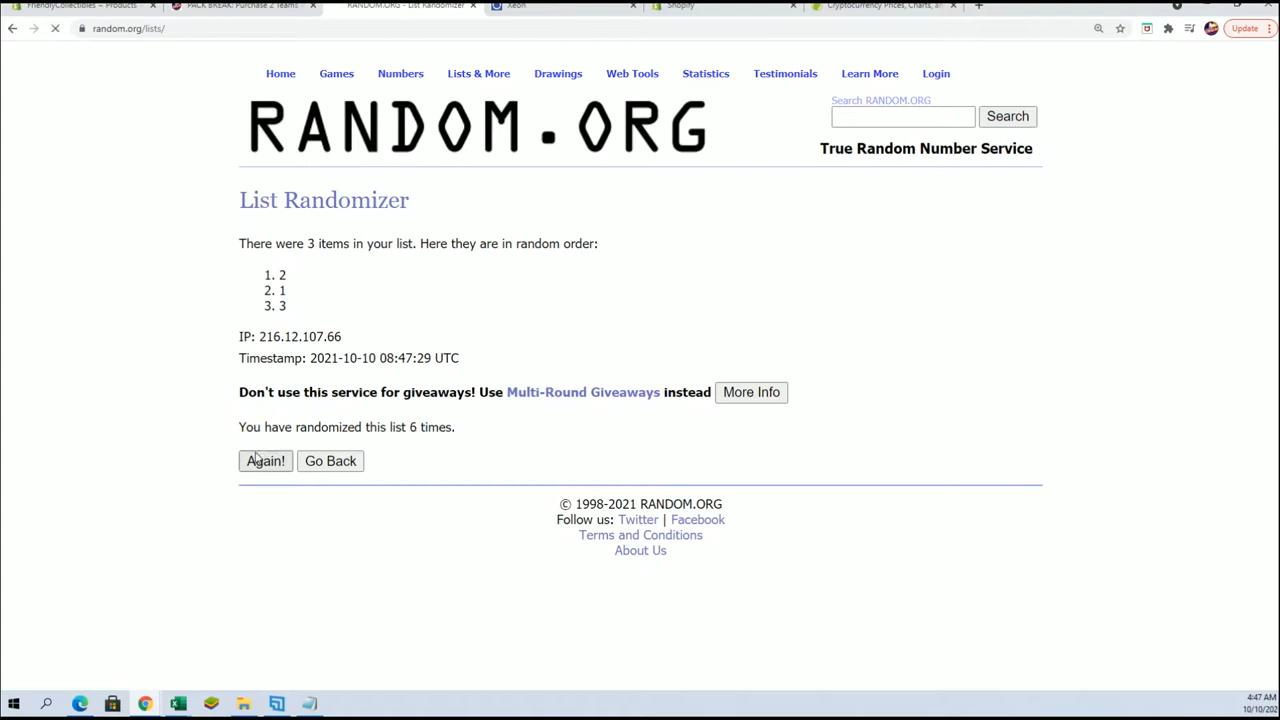 FriendlyCollectibles ~ Products
PACK BREAK: Purchase 2 Teams
RANDOM.ORG - List Randomizer
Xeon
Shopify
Cryptocurrency Prices, Charts, an
random.org/lists/
Update
Home Games Numbers Lists & More Drawings Web Tools Statistics Testimonials Learn More Login
RANDOM.ORG
Search RANDOM.ORG
Search
True Random Number Service
List Randomizer
There were 3 items in your list. Here they are in random order:
1. 2
2. 1
3. 3
IP: 216.12.107.66
Timestamp: 2021-10-10 08:47:29 UTC
Don't use this service for giveaways! Use Multi-Round Giveaways instead More Info
You have randomized this list 6 times.
Again! Go Back
© 1998-2021 RANDOM.ORG
Follow us: Twitter | Facebook
Terms and Conditions
About Us
4:47 AM
10/10/202